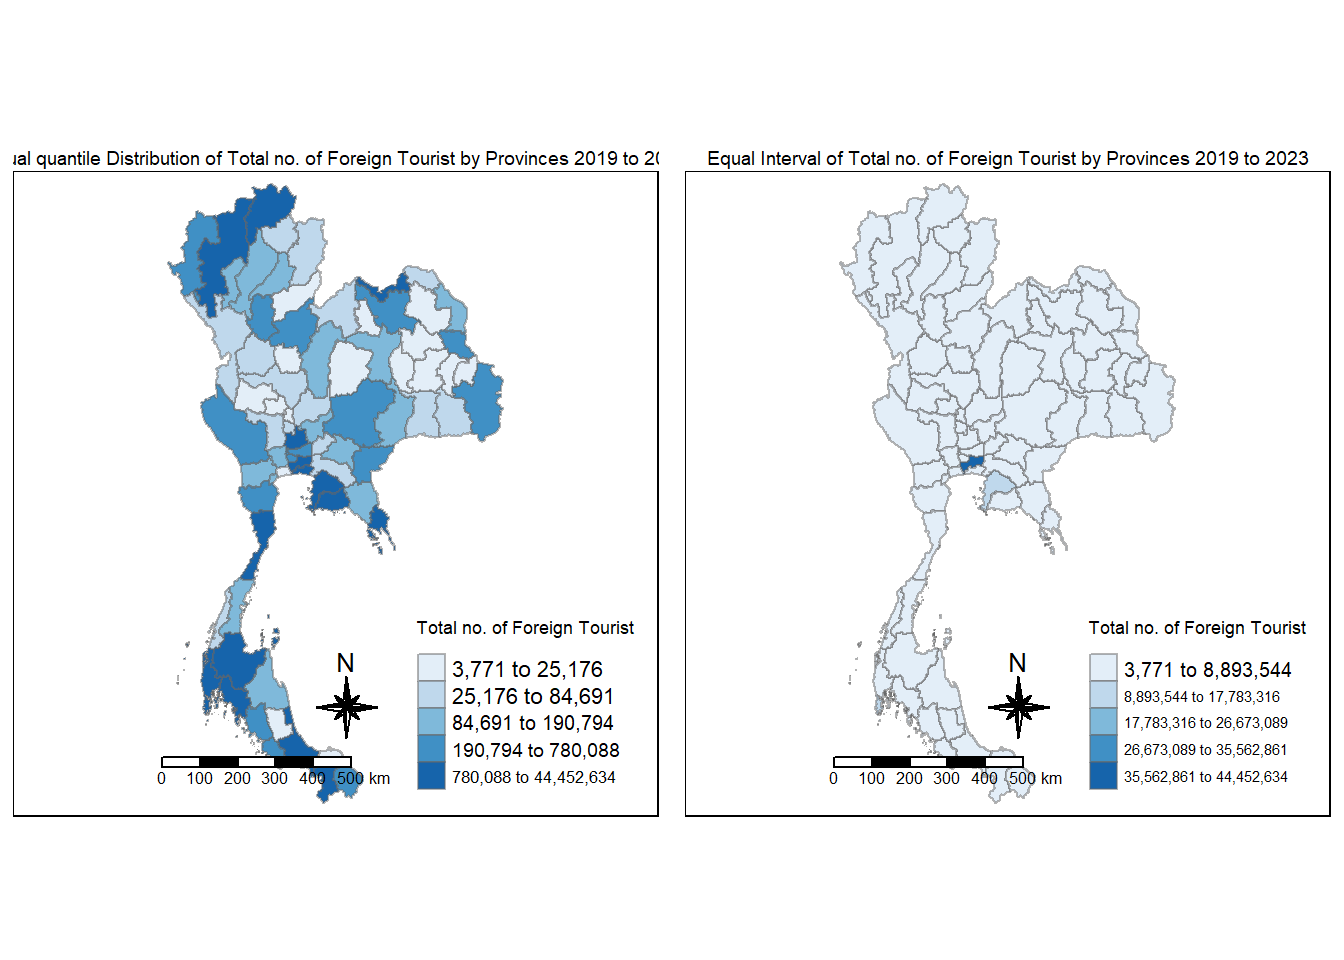 quantile Distribution of Total no. of Foreign Tourist by Provinces 2019 to
Equal Interval of Total no. of Foreign Tourist by Provinces 2019 to 2023
Total no. of Foreign Tourist
N
3,771 to 25,176
25,176 to 84,691
84,691 to 190,794
190,794 to 780,088
780,088 to 44,452,634
0 100 200 300 400 500 km
Total no. of Foreign Tourist
N
3,771 to 8,893,544
8,893,544 to 17,783,316
17,783,316 to 26,673,089
26,673,089 to 35,562,861
35,562,861 to 44,452,634
0 100 200 300 400 500 km